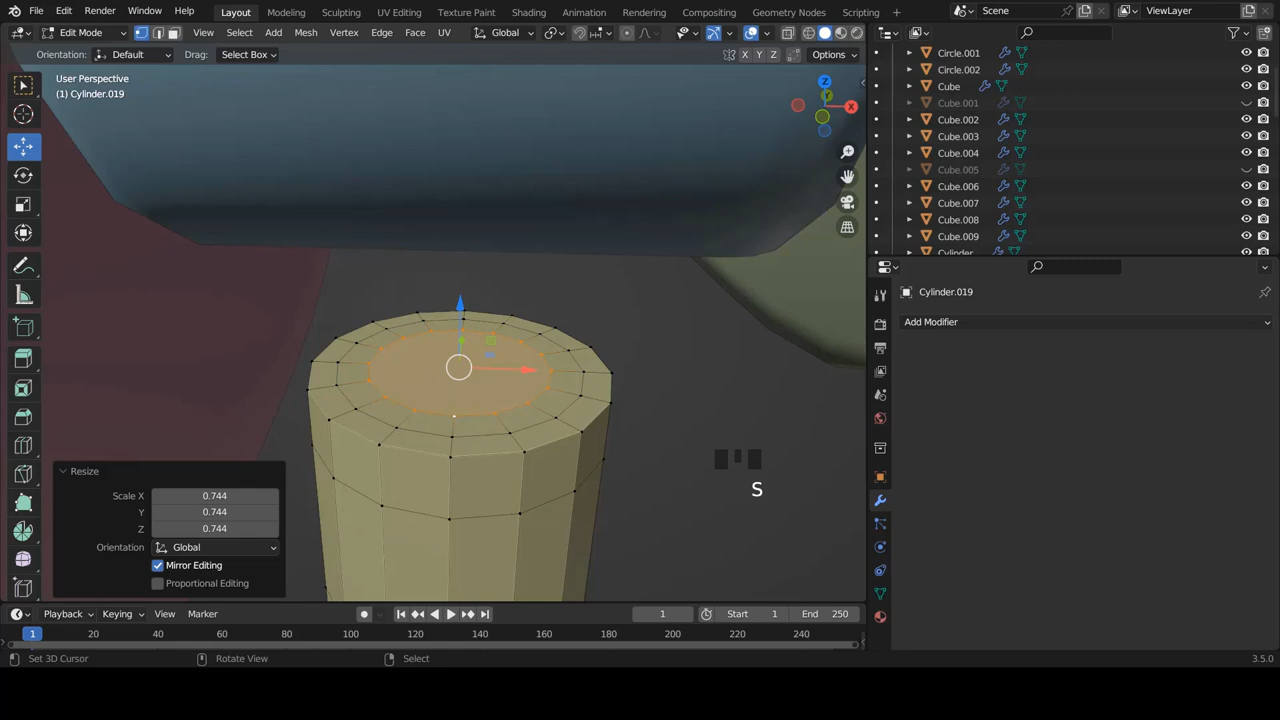 File Edit Render Window Help Layout Modeling Sculpting UV Editing Texture Paint Shading Animation Rendering Compositing Geometry Nodes Scripting + Scene ViewLayer
Edit Mode View Select Add Mesh Vertex Edge Face UV Global
Orientation: Default Drag: Select Box X Y Z Options
User Perspective
(1) Cylinder.019
Z
Y
X
Circle.001
Circle.002
Cube
Cube.001
Cube.002
Cube.003
Cube.004
Cube.005
Cube.006
Cube.007
Cube.008
Cube.009
Cylinder
Cylinder.019
Add Modifier
Resize
Scale X 0.744
Y 0.744
Z 0.744
Orientation Global
Mirror Editing
Proportional Editing
S
Playback Keying View Marker 1 Start 1 End 250
1 20 40 60 80 100 120 140 160 180 200 220 240
Set 3D Cursor Rotate View Select 3.5.0